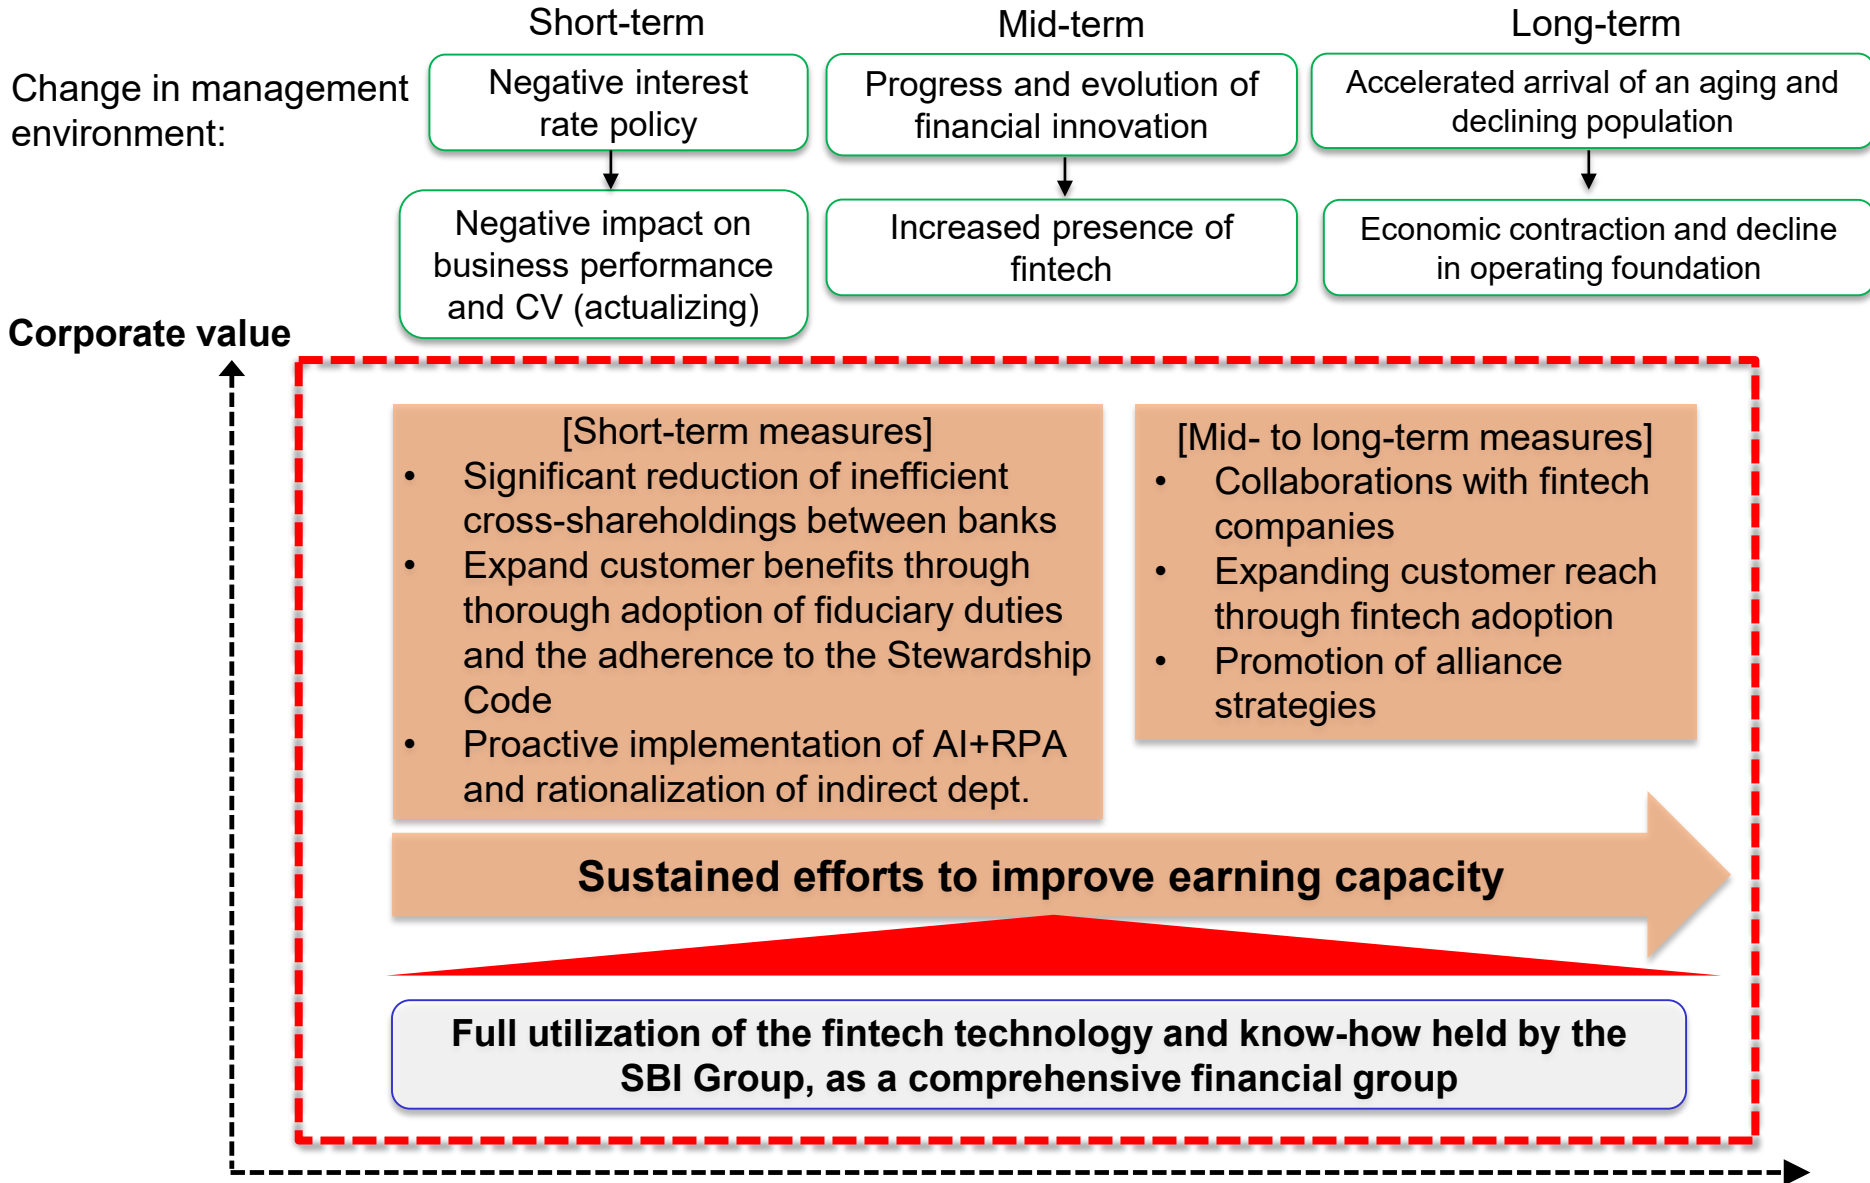 Short-term
Mid-term
Long-term
Change in management
environment:
Negative interest
rate policy
Progress and evolution of
financial innovation
Accelerated arrival of an aging and
declining population
Negative impact on
business performance
and CV (actualizing)
Increased presence of
fintech
Economic contraction and decline
in operating foundation
Corporate value
[Short-term measures]
• Significant reduction of inefficient
cross-shareholdings between banks
• Expand customer benefits through
thorough adoption of fiduciary duties
and the adherence to the Stewardship
Code
• Proactive implementation of AI+RPA
and rationalization of indirect dept.
[Mid- to long-term measures]
• Collaborations with fintech
companies
• Expanding customer reach
through fintech adoption
• Promotion of alliance
strategies
Sustained efforts to improve earning capacity
Full utilization of the fintech technology and know-how held by the
SBI Group, as a comprehensive financial group